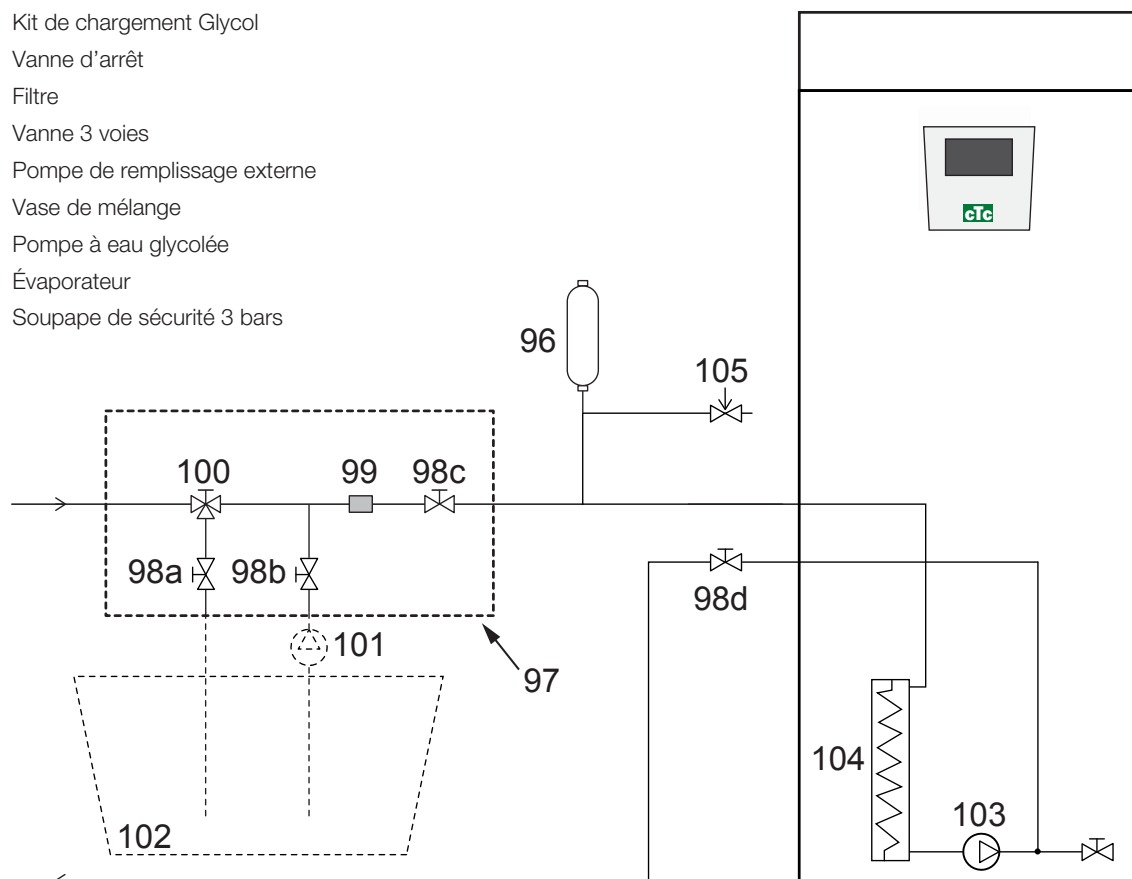 Kit de chargement Glycol
Vanne d'arrêt
Filtre
Vanne 3 voies
Pompe de remplissage externe
Vase de mélange
Pompe à eau glycolée
Évaporateur
Soupape de sécurité 3 bars
cTc
96
105
100
99
98c
98a
98b
98d
101
97
102
104
103